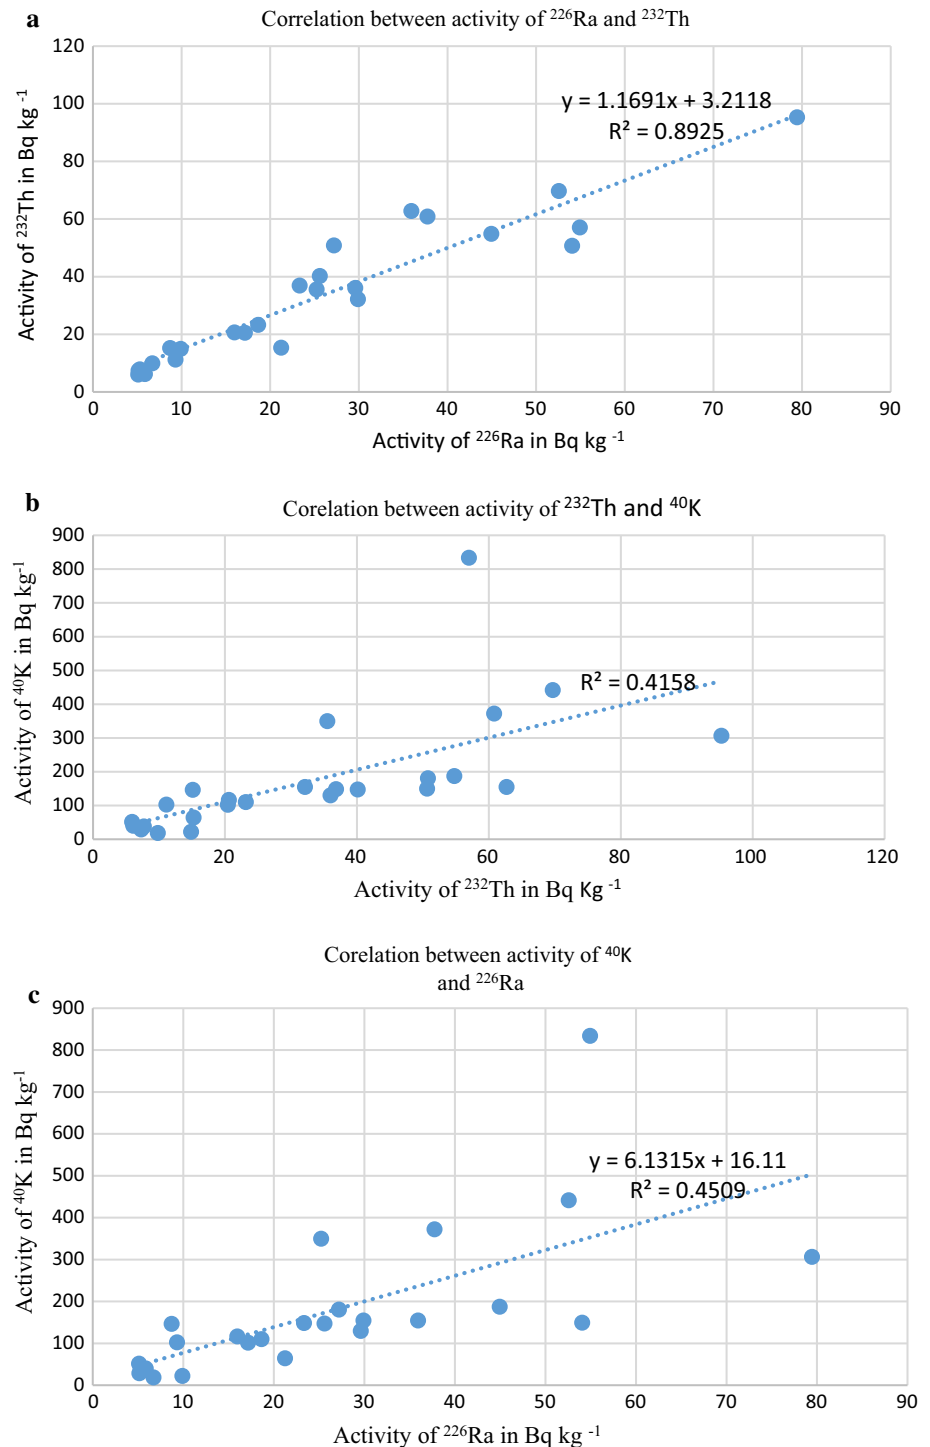 a
Correlation between activity of ²²⁶Ra and ²³²Th
120
100
80
60
40
20
0
Activity of ²³²Th in Bq kg ⁻¹
y = 1.1691x + 3.2118
R² = 0.8925
0 10 20 30 40 50 60 70 80 90
Activity of ²²⁶Ra in Bq kg ⁻¹
b
Corelation between activity of ²³²Th and ⁴⁰K
900
800
700
600
500
400
300
200
100
0
Activity of ⁴⁰K in Bq kg⁻¹
R² = 0.4158
0 20 40 60 80 100 120
Activity of ²³²Th in Bq Kg ⁻¹
Corelation between activity of ⁴⁰K
and ²²⁶Ra
c
900
800
700
600
500
400
300
200
100
0
Activity of ⁴⁰K in Bq kg⁻¹
y = 6.1315x + 16.11
R² = 0.4509
0 10 20 30 40 50 60 70 80 90
Activity of ²²⁶Ra in Bq kg ⁻¹